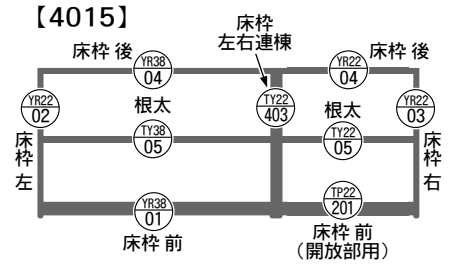 【4015】
床枠
左右連棟
床枠 後
YR38
04
床枠 後
YR22
04
YR22
02
根太
TY22
403
根太
YR22
03
TY38
05
TY22
05
床枠 左
床枠 右
YR38
01
TP22
201
床枠 前
床枠 前
（開放部用）